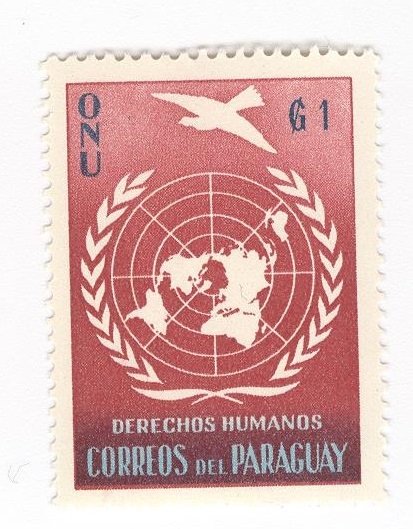 ONU
₲ 1
DERECHOS HUMANOS
CORREOS DEL PARAGUAY